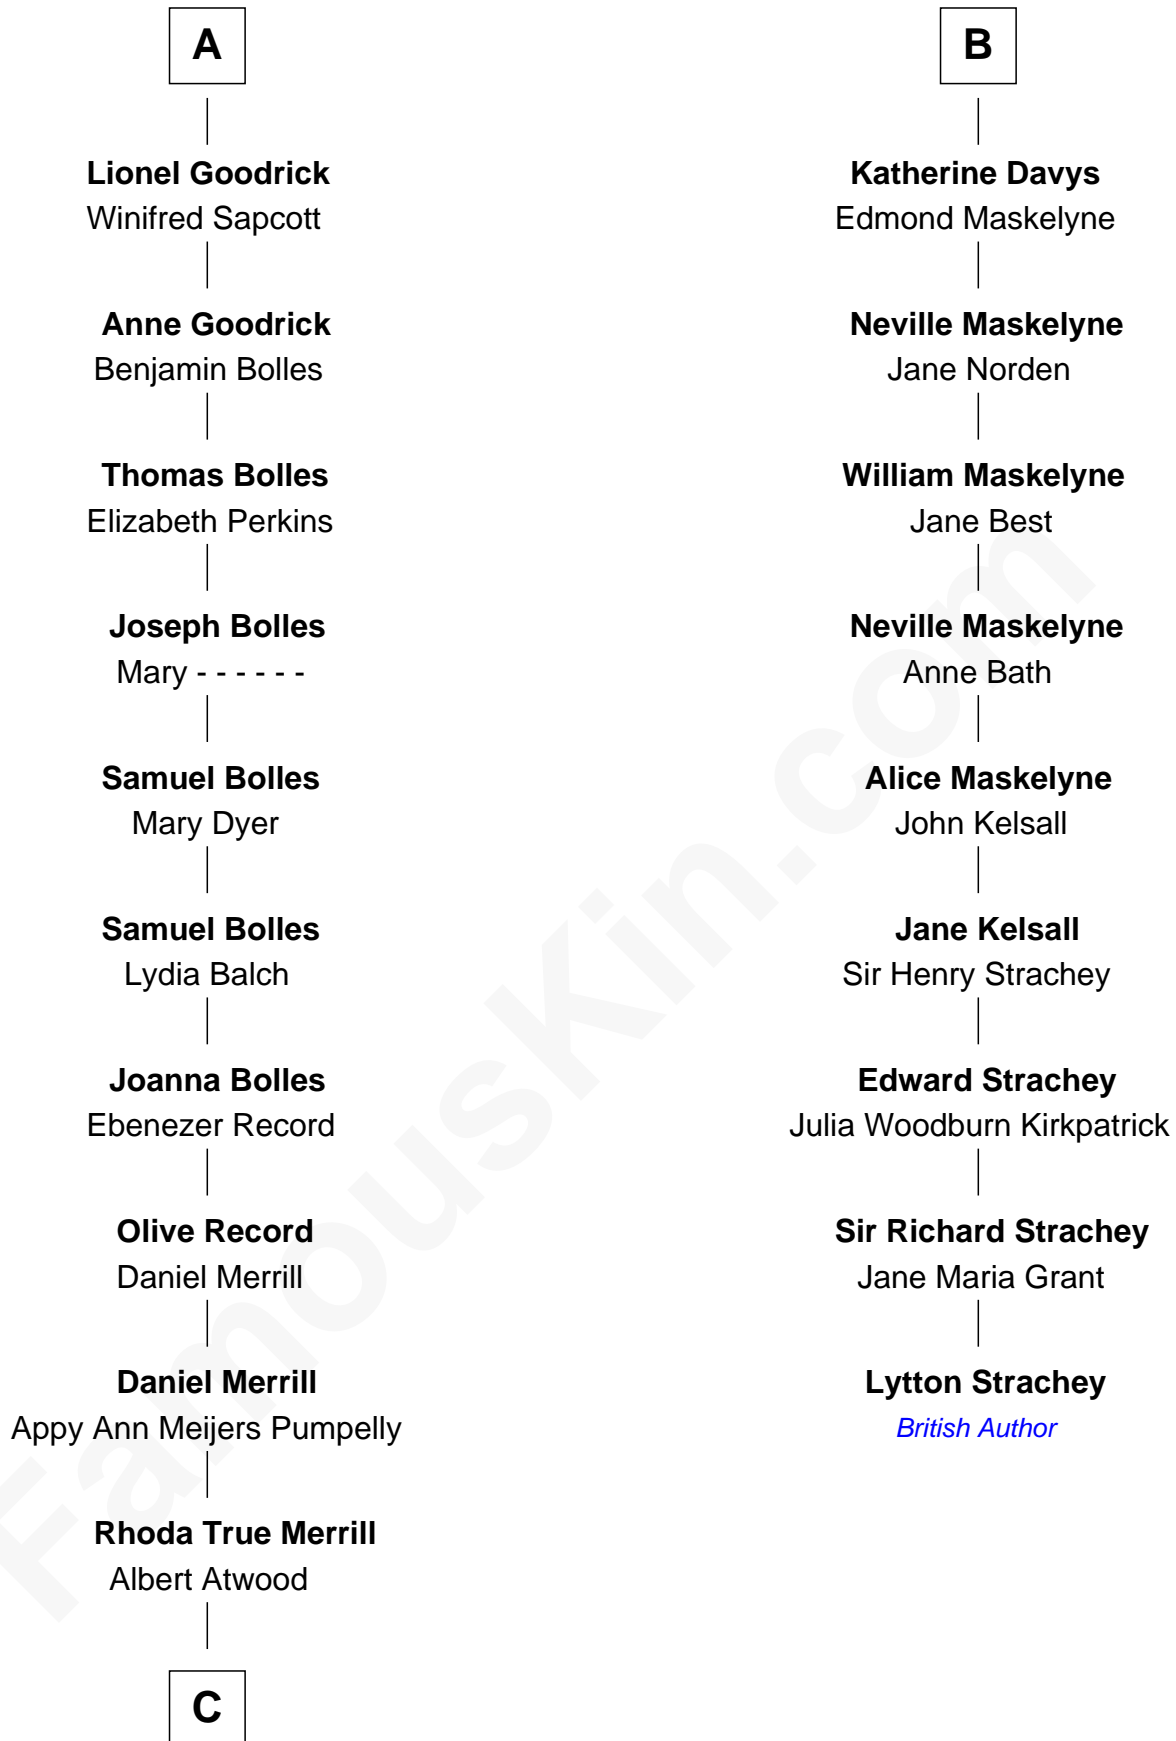 A
Lionel Goodrick
Winifred Sapcott
Anne Goodrick
Benjamin Bolles
Thomas Bolles
Elizabeth Perkins
Joseph Bolles
Mary - - - - - -
Samuel Bolles
Mary Dyer
Samuel Bolles
Lydia Balch
Joanna Bolles
Ebenezer Record
Olive Record
Daniel Merrill
Daniel Merrill
Appy Ann Meijers Pumpelly
Rhoda True Merrill
Albert Atwood
C
B
Katherine Davys
Edmond Maskelyne
Neville Maskelyne
Jane Norden
William Maskelyne
Jane Best
Neville Maskelyne
Anne Bath
Alice Maskelyne
John Kelsall
Jane Kelsall
Sir Henry Strachey
Edward Strachey
Julia Woodburn Kirkpatrick
Sir Richard Strachey
Jane Maria Grant
Lytton Strachey
British Author
FamousKin.com